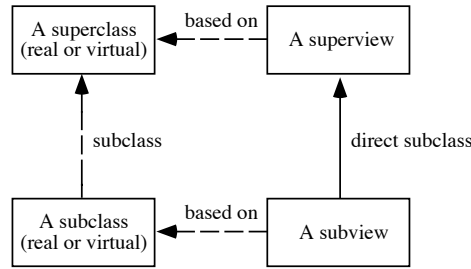 A superclass
(real or virtual)
based on
A superview
subclass
direct subclass
A subclass
(real or virtual)
based on
A subview